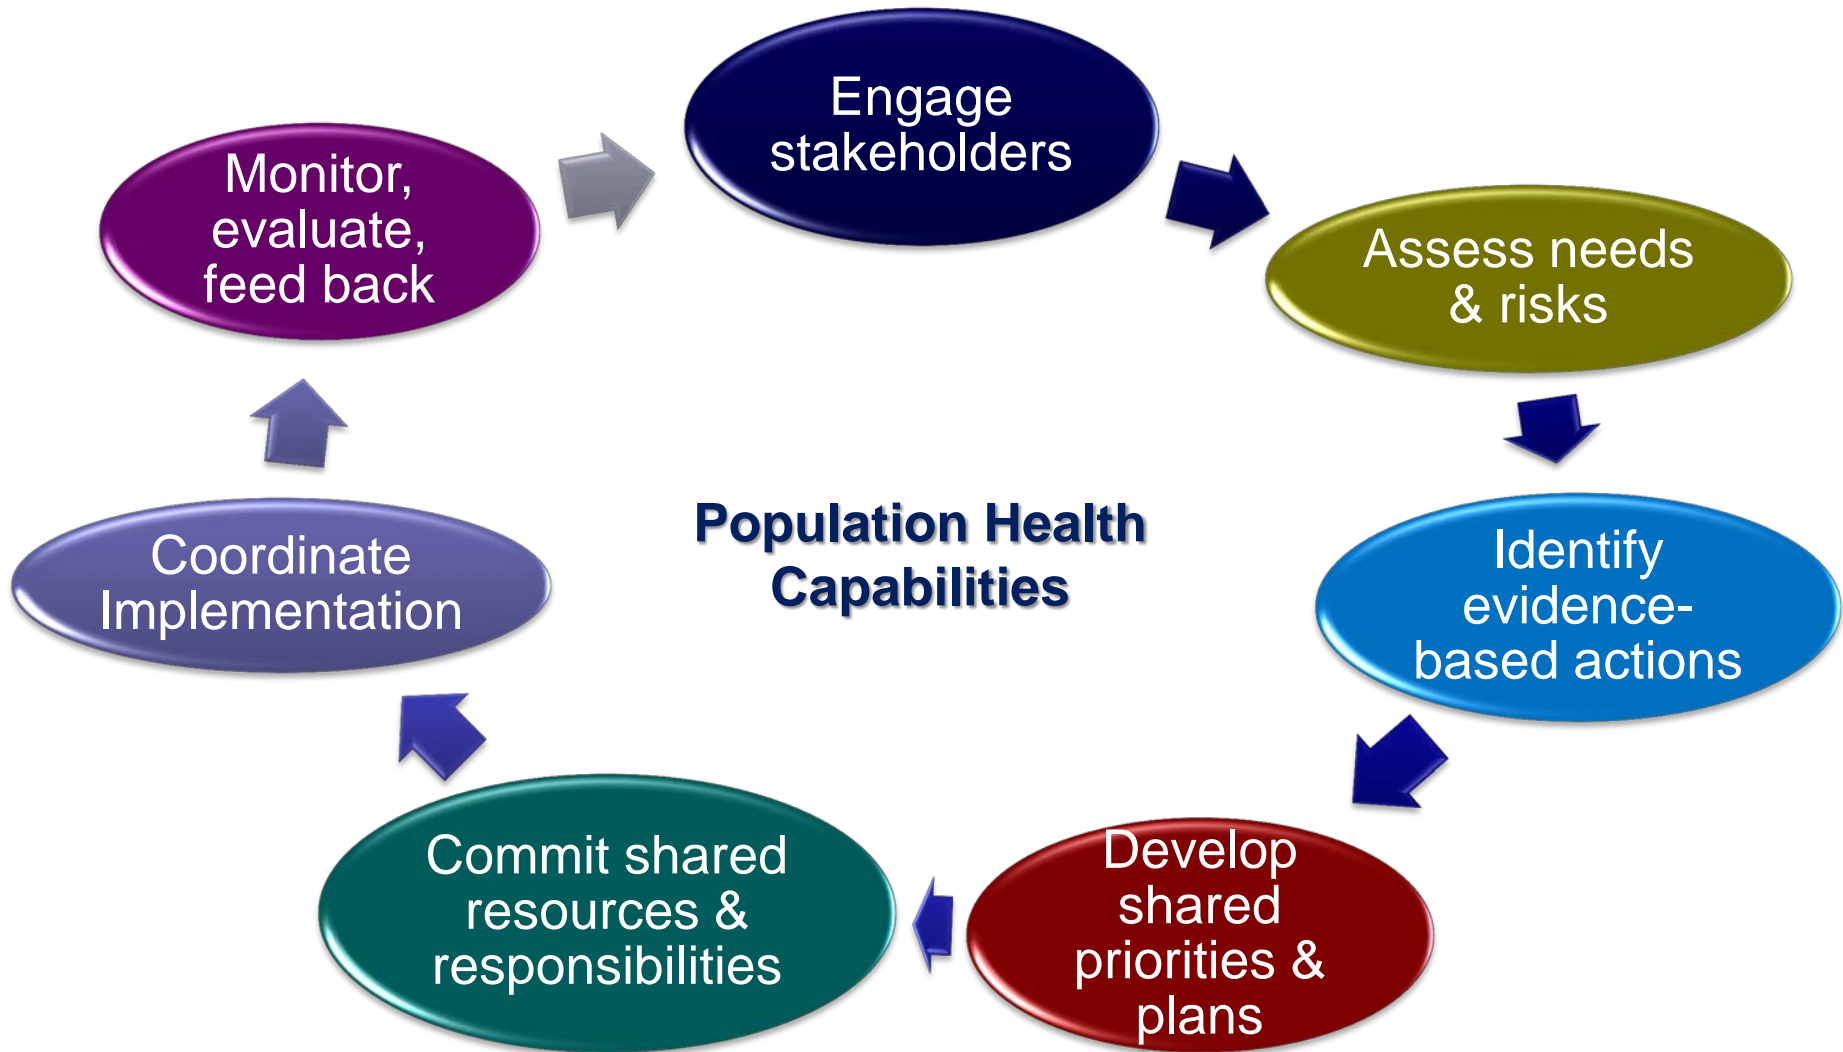 Engage
stakeholders
Assess needs
& risks
Identify
evidence-
based actions
Develop
shared
priorities &
plans
Commit shared
resources &
responsibilities
Coordinate
Implementation
Monitor,
evaluate,
feed back
Population Health
Capabilities